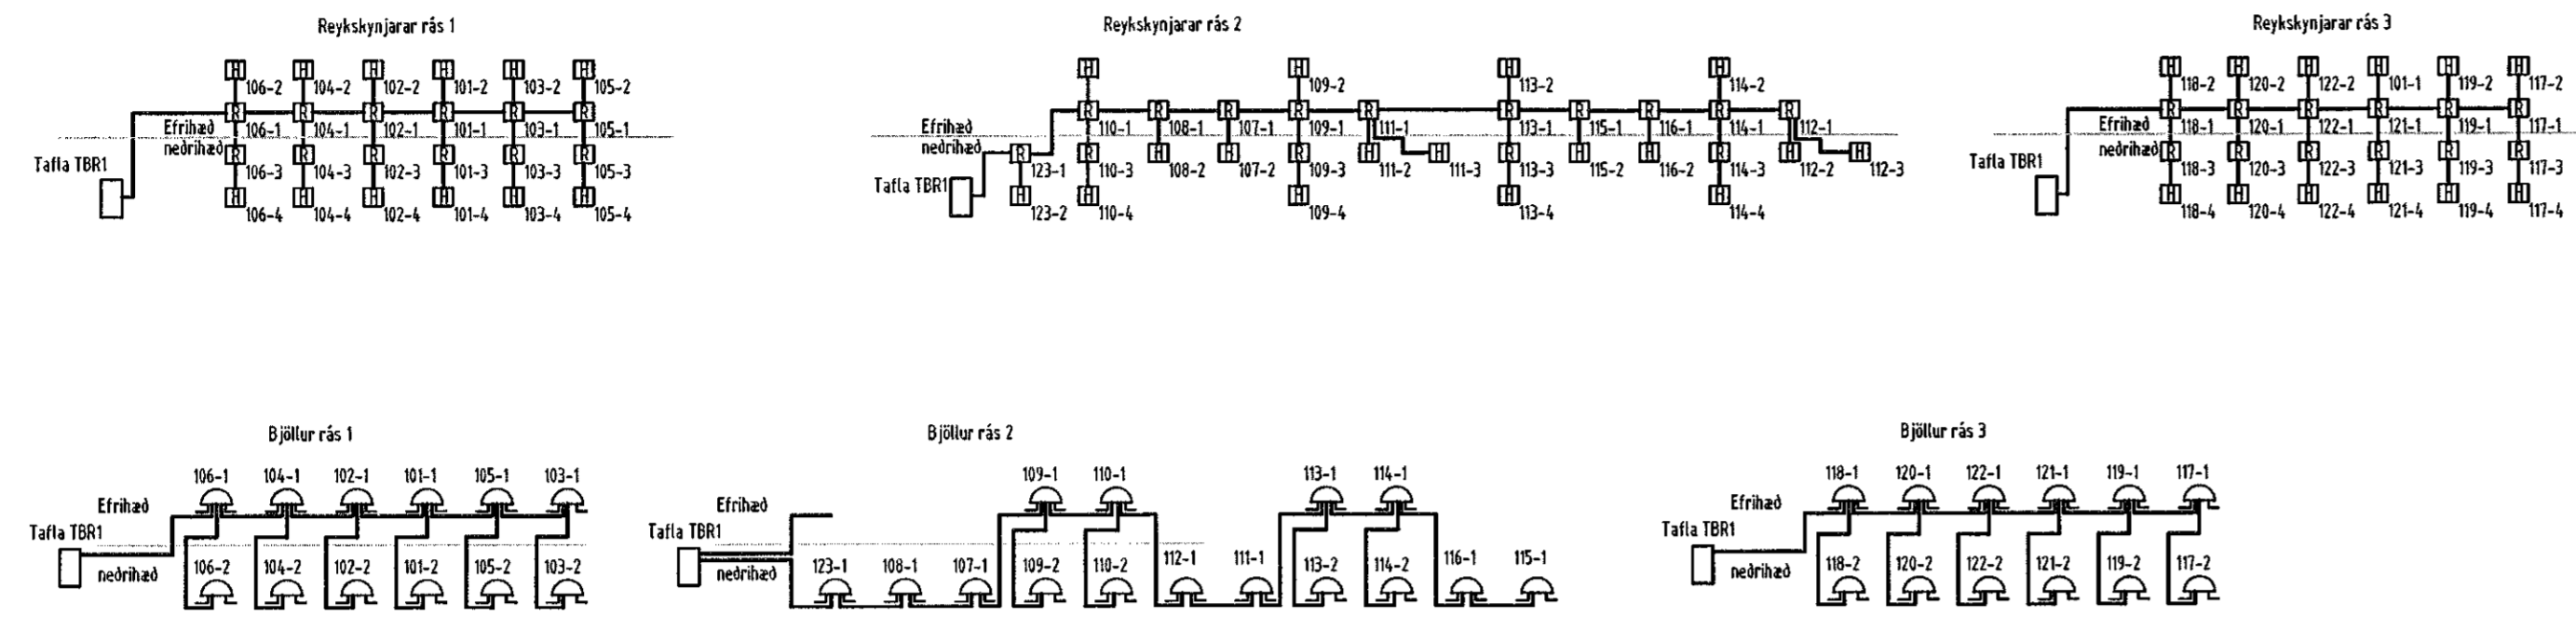 Reykskynjarar rás 1
H H H H H H
106-2 104-2 102-2 101-2 103-2 105-2
R R R R R R
Efrihæð 106-1 104-1 102-1 101-1 103-1 105-1
neðrihæð R R R R R R
Tafla TBR1 106-3 104-3 102-3 101-3 103-3 105-3
H H H H H H
106-4 104-4 102-4 101-4 103-4 105-4
Reykskynjarar rás 2
H H H H
109-2 113-2 114-2
R R R R R R R R R R
Efrihæð 110-1 108-1 107-1 109-1 111-1 113-1 115-1 116-1 114-1 112-1
neðrihæð R R H H R H H R H H R H H
Tafla TBR1 123-1 110-3 108-2 107-2 109-3 111-2 111-3 113-3 115-2 116-2 114-3 112-2 112-3
H H H H H
123-2 110-4 109-4 113-4 114-4
Reykskynjarar rás 3
H H H H H H
118-2 120-2 122-2 101-1 119-2 117-2
R R R R R R
Efrihæð 118-1 120-1 122-1 121-1 119-1 117-1
neðrihæð R R R R R R
Tafla TBR1 118-3 120-3 122-3 121-3 119-3 117-3
H H H H H H
118-4 120-4 122-4 121-4 119-4 117-4
Bjöllur rás 1
106-1 104-1 102-1 101-1 105-1 103-1
Efrihæð
Tafla TBR1
neðrihæð 106-2 104-2 102-2 101-2 105-2 103-2
Bjöllur rás 2
109-1 110-1 113-1 114-1
Efrihæð
Tafla TBR1
neðrihæð 123-1 108-1 107-1 109-2 110-2 112-1 111-1 113-2 114-2 116-1 115-1
Bjöllur rás 3
118-1 120-1 122-1 121-1 119-1 117-1
Efrihæð
Tafla TBR1
neðrihæð 118-2 120-2 122-2 121-2 119-2 117-2